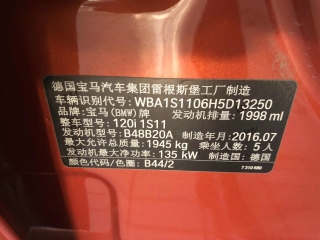 德国宝马汽车集团雷根斯堡工厂制造
车辆识别代号: WBA1S1106H5D13250
品牌: 宝马(BMW)牌 发动机排量: 1998 ml
整车型号: 120i 1S11
发动机型号: B48B20A 制造年月: 2016.07
最大允许总质量: 1945 kg 乘坐人数: 5 人
发动机最大净功率: 135 kW 制造国: 德国
颜色代码/色图: B44/2
7 310 680